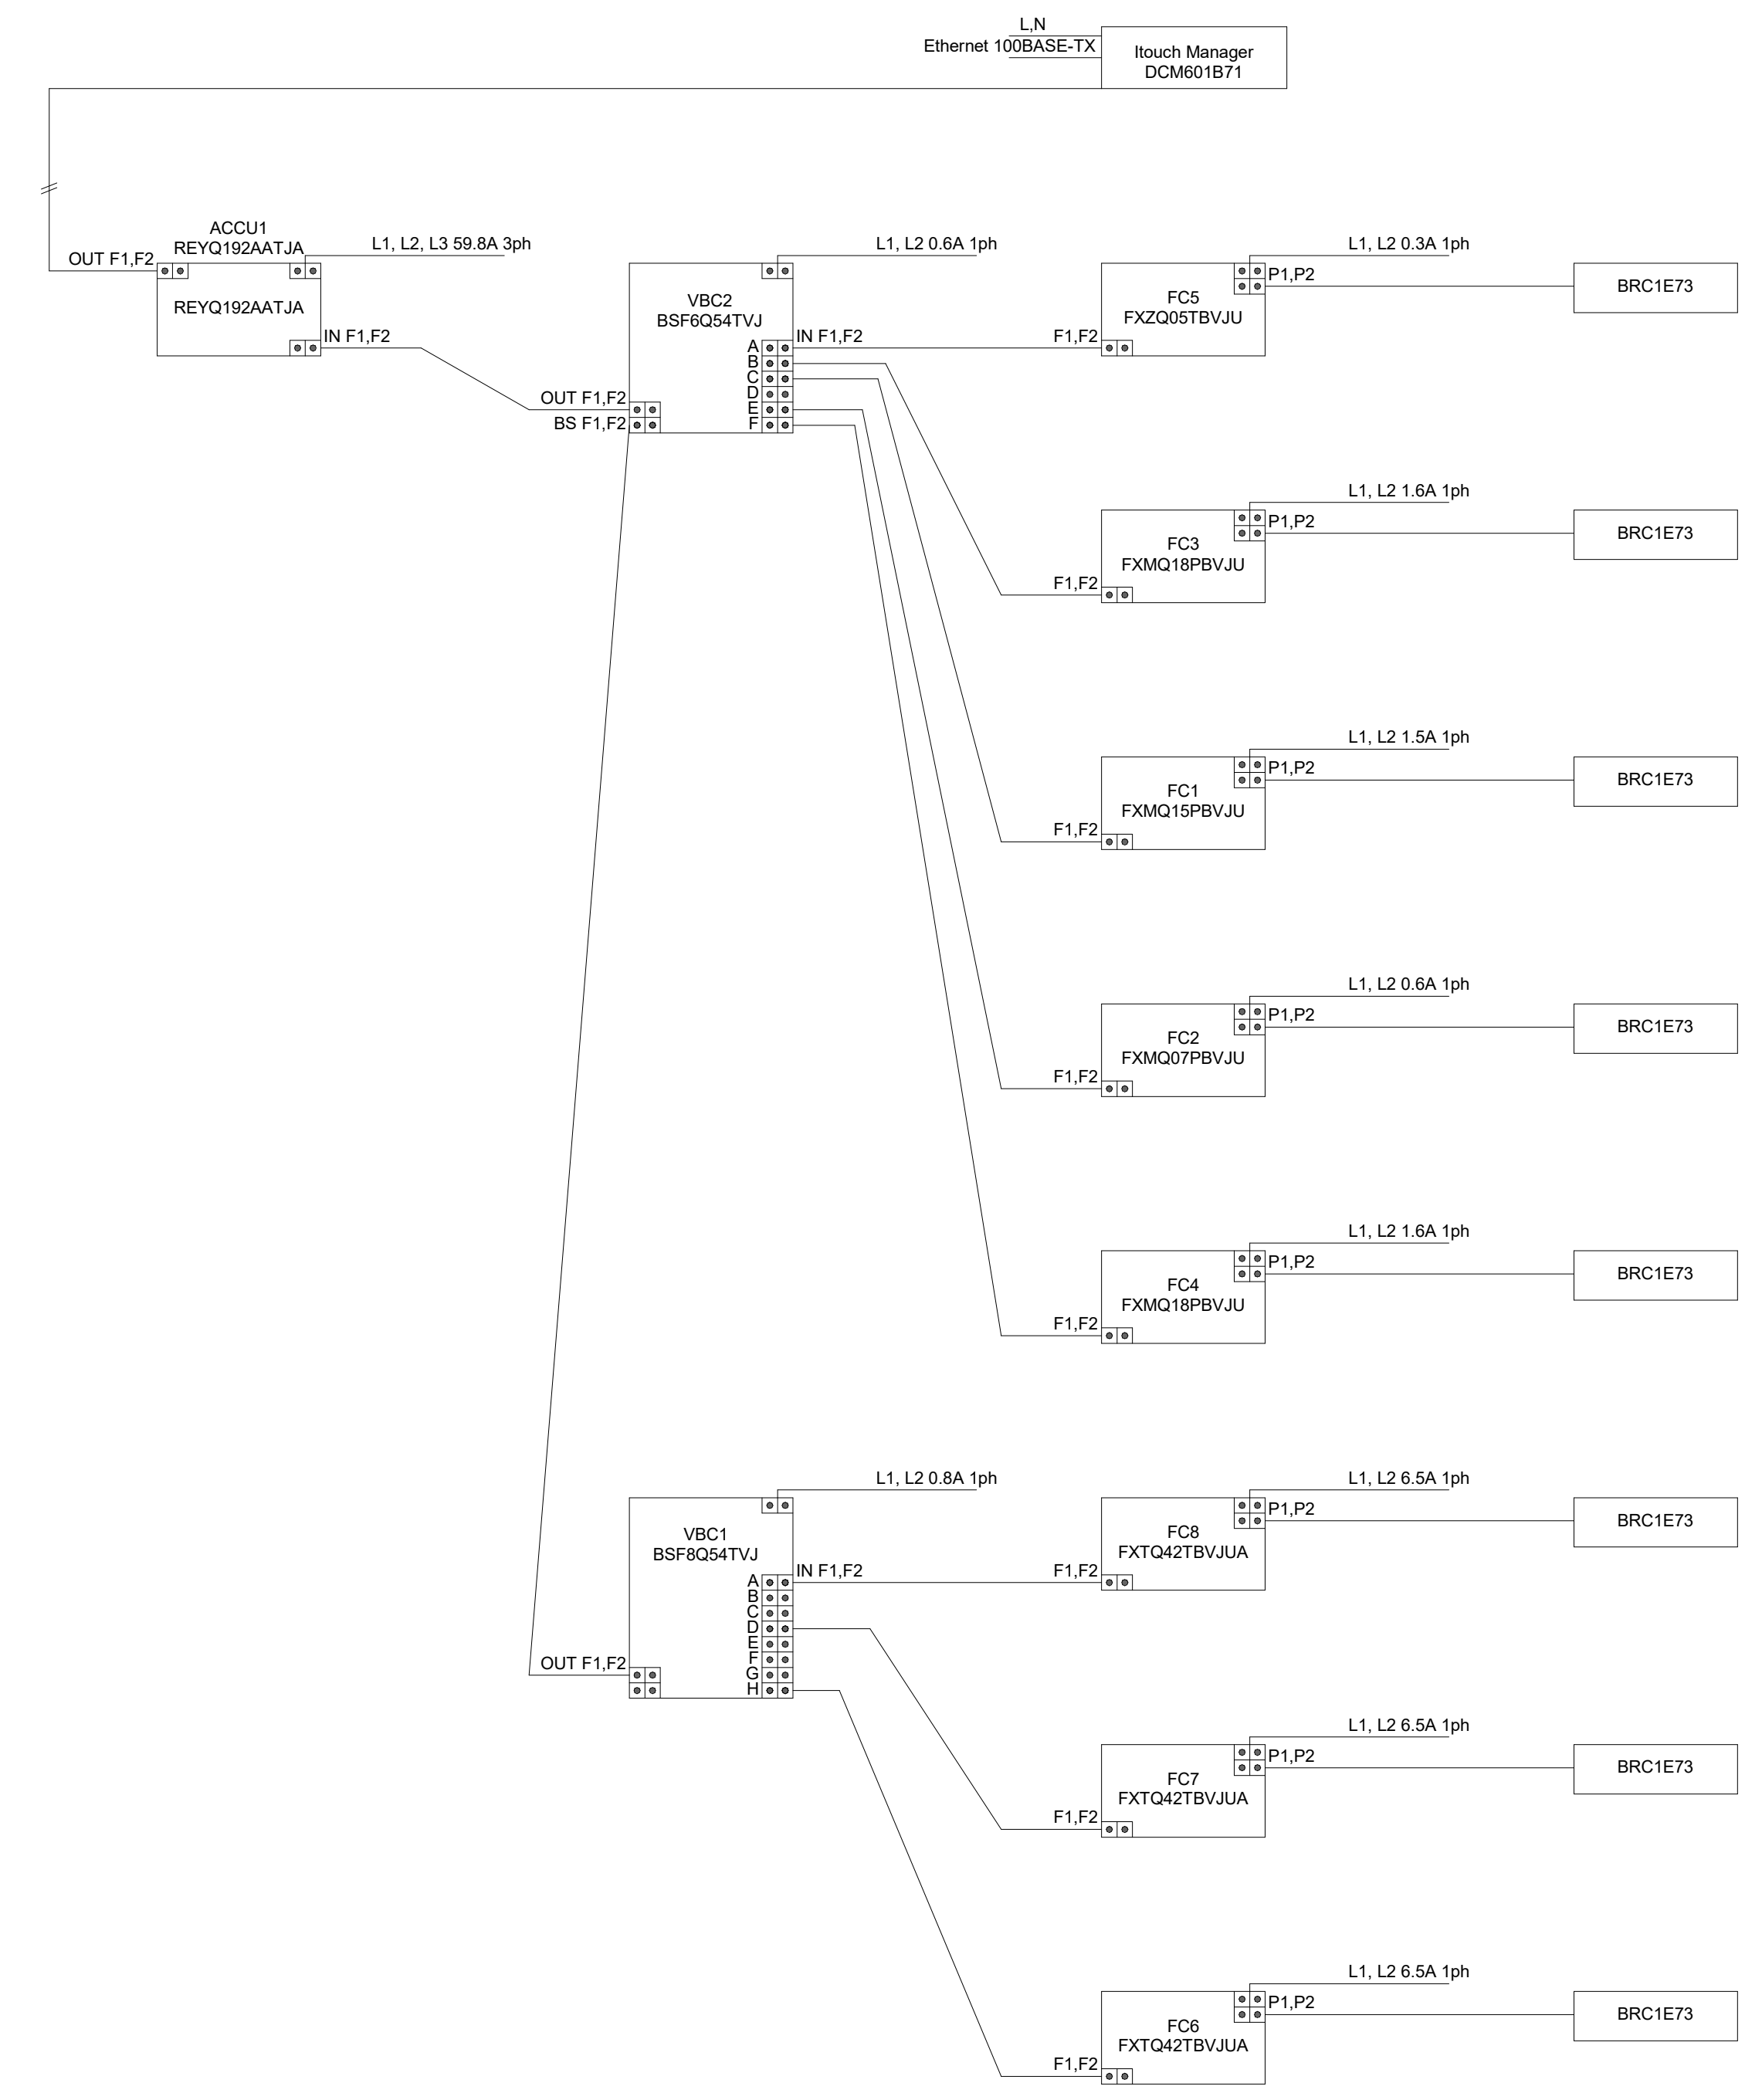 L,N
Ethernet 100BASE-TX
Itouch Manager
DCM601B71
ACCU1
REYQ192AATJA
L1, L2, L3 59.8A 3ph
OUT F1,F2
REYQ192AATJA
IN F1,F2
L1, L2 0.6A 1ph
VBC2
BSF6Q54TVJ
A
B
C
D
E
F
IN F1,F2
OUT F1,F2
BS F1,F2
L1, L2 0.3A 1ph
P1,P2
FC5
FXZQ05TBVJU
F1,F2
BRC1E73
L1, L2 1.6A 1ph
P1,P2
FC3
FXMQ18PBVJU
F1,F2
BRC1E73
L1, L2 1.5A 1ph
P1,P2
FC1
FXMQ15PBVJU
F1,F2
BRC1E73
L1, L2 0.6A 1ph
P1,P2
FC2
FXMQ07PBVJU
F1,F2
BRC1E73
L1, L2 1.6A 1ph
P1,P2
FC4
FXMQ18PBVJU
F1,F2
BRC1E73
L1, L2 0.8A 1ph
VBC1
BSF8Q54TVJ
A
B
C
D
E
F
G
H
IN F1,F2
OUT F1,F2
L1, L2 6.5A 1ph
P1,P2
FC8
FXTQ42TBVJUA
F1,F2
BRC1E73
L1, L2 6.5A 1ph
P1,P2
FC7
FXTQ42TBVJUA
F1,F2
BRC1E73
L1, L2 6.5A 1ph
P1,P2
FC6
FXTQ42TBVJUA
F1,F2
BRC1E73